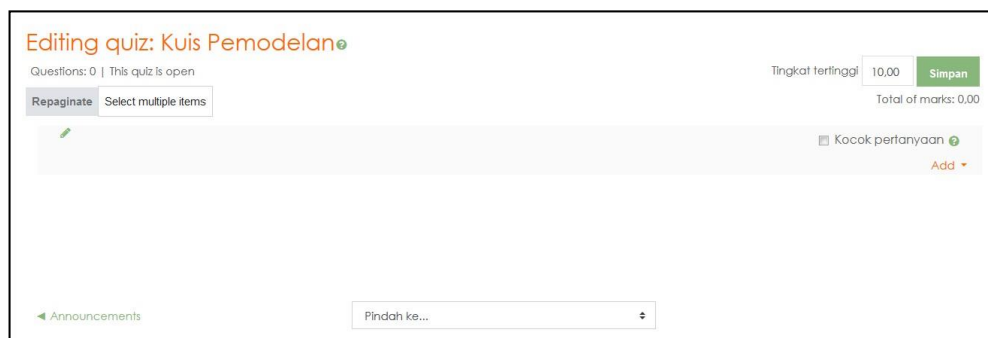 Editing quiz: Kuis Pemodelan
Questions: 0 | This quiz is open
Tingkat tertinggi 10,00 Simpan
Repaginate Select multiple items
Total of marks: 0,00
Kocok pertanyaan
Add
Announcements
Pindah ke...